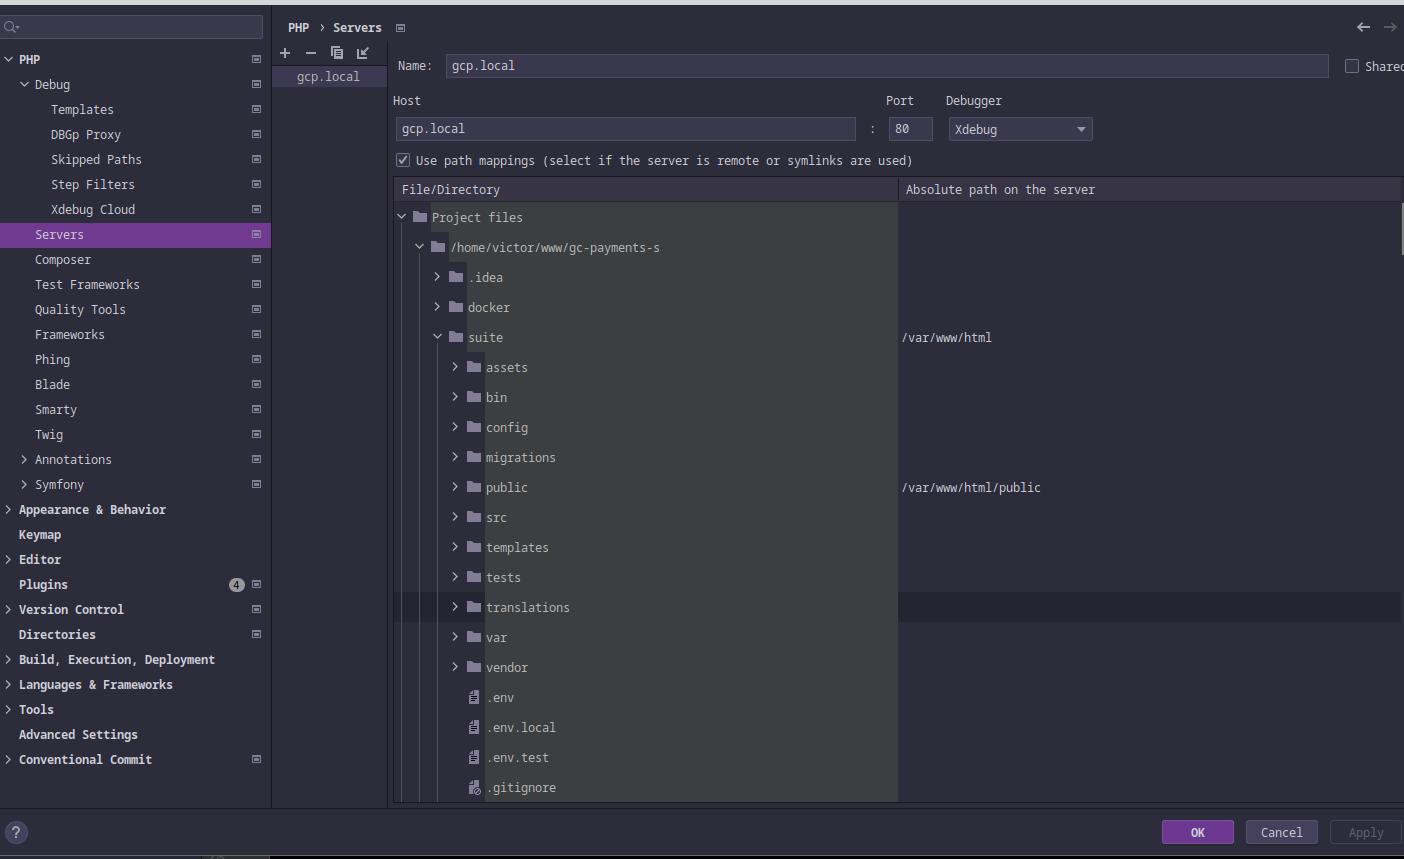 PHP › Servers
PHP
Debug
Templates
DBGp Proxy
Skipped Paths
Step Filters
Xdebug Cloud
Servers
Composer
Test Frameworks
Quality Tools
Frameworks
Phing
Blade
Smarty
Twig
Annotations
Symfony
Appearance & Behavior
Keymap
Editor
Plugins 4
Version Control
Directories
Build, Execution, Deployment
Languages & Frameworks
Tools
Advanced Settings
Conventional Commit
gcp.local
Name: gcp.local Shared
Host Port Debugger
gcp.local : 80 Xdebug
Use path mappings (select if the server is remote or symlinks are used)
File/Directory Absolute path on the server
Project files
/home/victor/www/gc-payments-s
.idea
docker
suite /var/www/html
assets
bin
config
migrations
public /var/www/html/public
src
templates
tests
translations
var
vendor
.env
.env.local
.env.test
.gitignore
? OK Cancel Apply